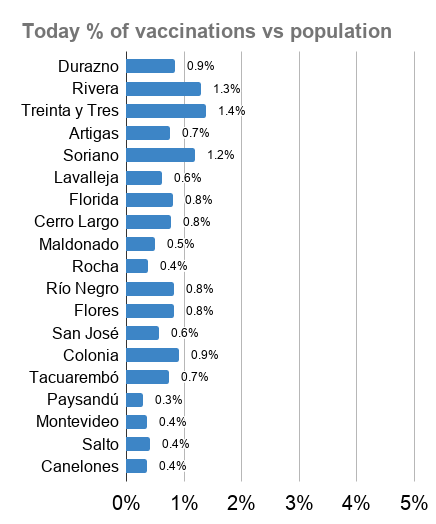 Today % of vaccinations vs population
Durazno 0.9%
Rivera 1.3%
Treinta y Tres 1.4%
Artigas 0.7%
Soriano 1.2%
Lavalleja 0.6%
Florida 0.8%
Cerro Largo 0.8%
Maldonado 0.5%
Rocha 0.4%
Río Negro 0.8%
Flores 0.8%
San José 0.6%
Colonia 0.9%
Tacuarembó 0.7%
Paysandú 0.3%
Montevideo 0.4%
Salto 0.4%
Canelones 0.4%
0% 1% 2% 3% 4% 5%